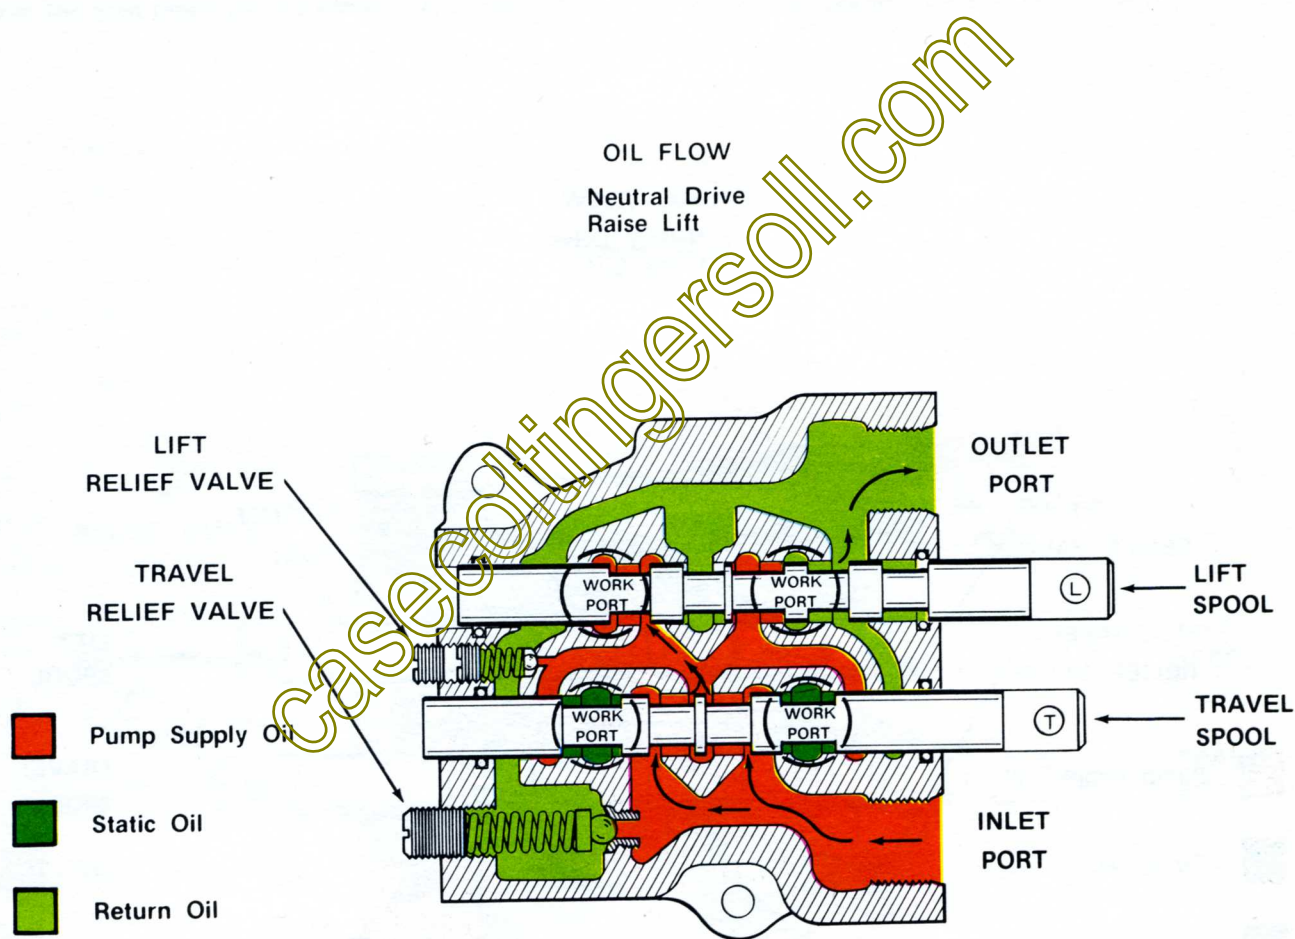 OIL FLOW
Neutral Drive
Raise Lift
casecoltingersoll.com
LIFT
RELIEF VALVE
TRAVEL
RELIEF VALVE
OUTLET
PORT
WORK
PORT
WORK
PORT
L
LIFT
SPOOL
WORK
PORT
WORK
PORT
T
TRAVEL
SPOOL
INLET
PORT
Pump Supply Oil
Static Oil
Return Oil